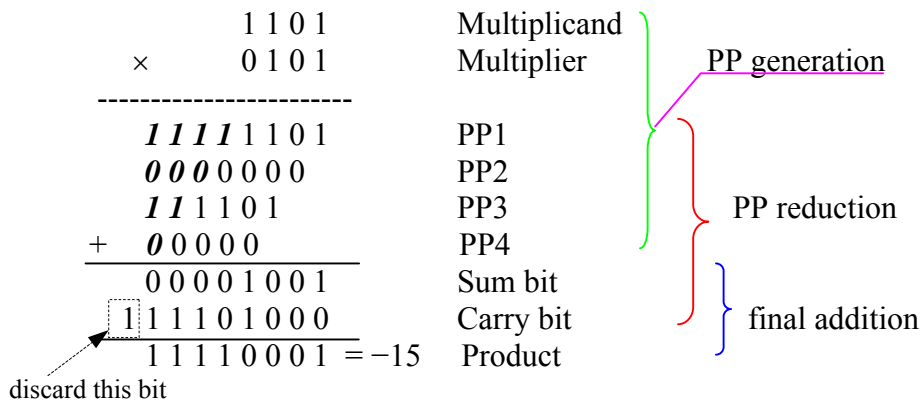 1 1 0 1 Multiplicand
× 0 1 0 1 Multiplier PP generation
-----------------------
1 1 1 1 1 1 0 1 PP1
0 0 0 0 0 0 0 PP2
1 1 1 1 0 1 PP3 PP reduction
+ 0 0 0 0 0 PP4
0 0 0 0 1 0 0 1 Sum bit
1 1 1 1 0 1 0 0 0 Carry bit final addition
1 1 1 1 0 0 0 1 = −15 Product
discard this bit